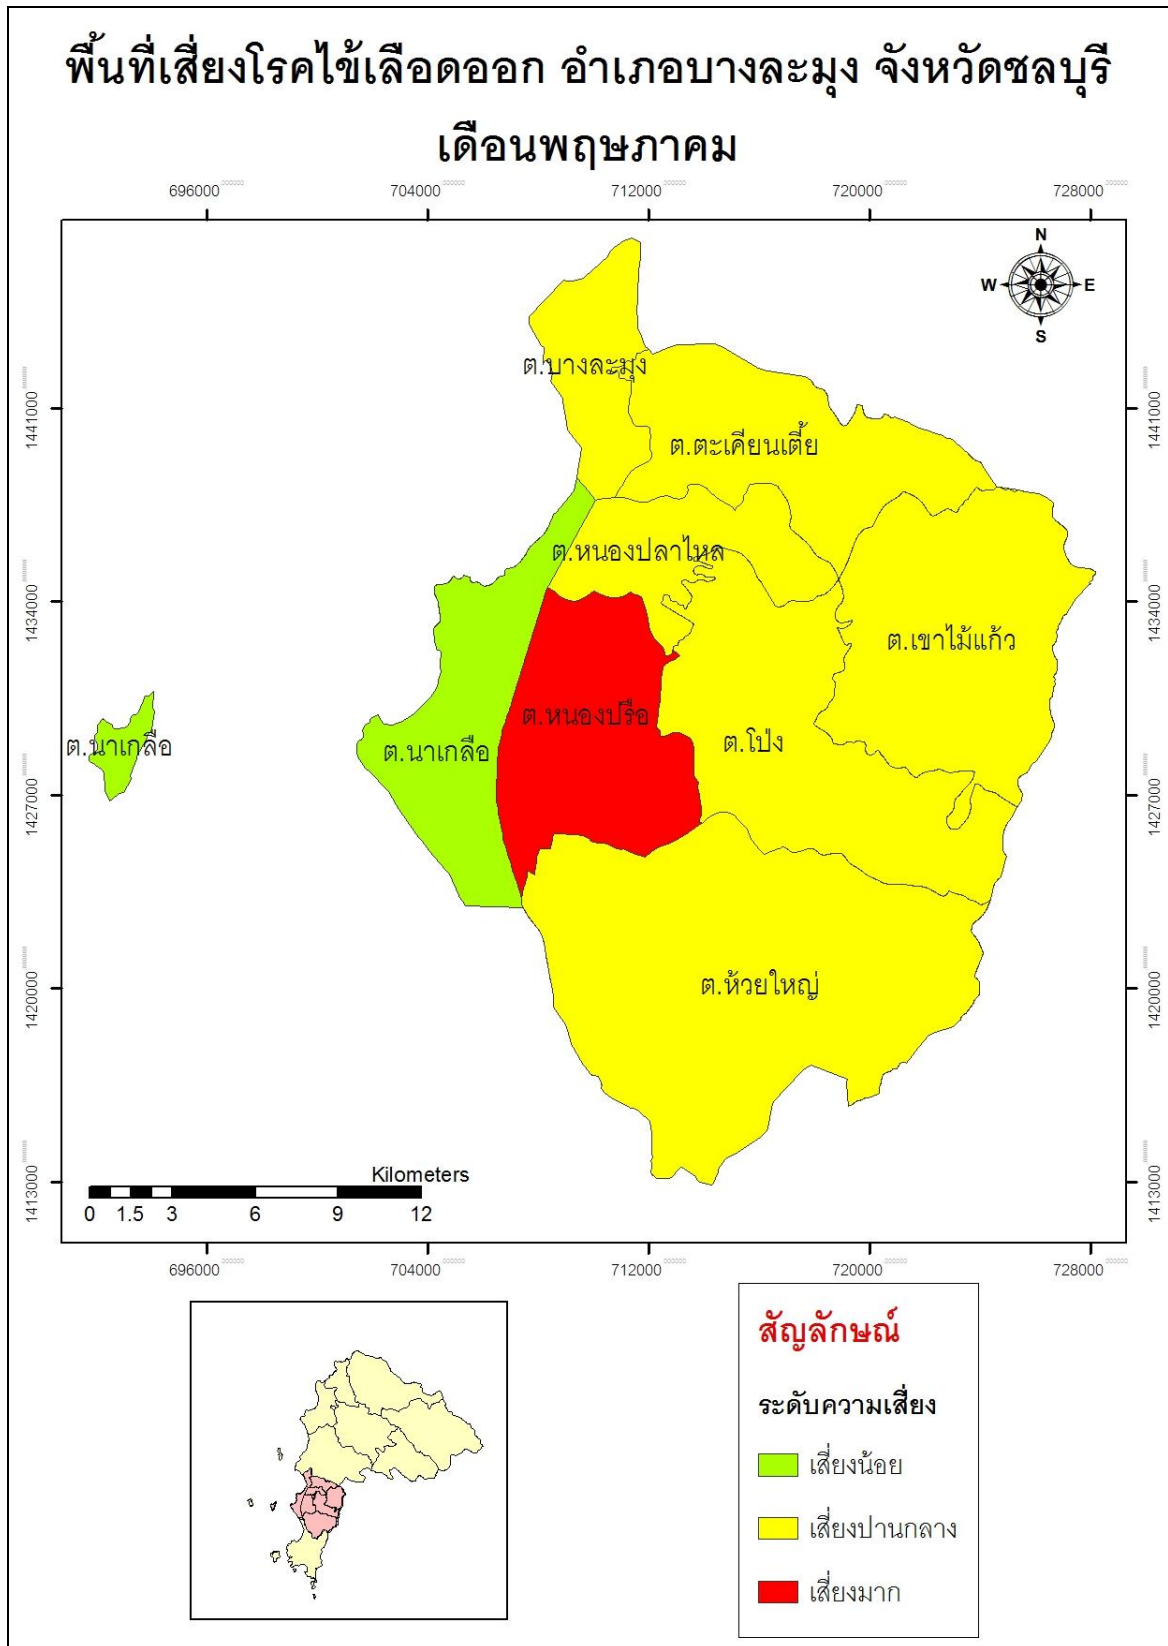 พื้นที่เสี่ยงโรคไข้เลือดออก อำเภอบางละมุง จังหวัดชลบุรี
เดือนพฤษภาคม
696000 704000 712000 720000 728000
N
W E
S
ต.บางละมุง
1441000 1441000
ต.ตะเคียนเตี้ย
ต.หนองปลาไหล
1434000 1434000
ต.เขาไม้แก้ว
ต.หนองปรือ
ต.นาเกลือ ต.นาเกลือ ต.โป่ง
1427000 1427000
ต.ห้วยใหญ่
1420000 1420000
Kilometers
1413000 1413000
0 1.5 3 6 9 12
696000 704000 712000 720000 728000
สัญลักษณ์
ระดับความเสี่ยง
เสี่ยงน้อย
เสี่ยงปานกลาง
เสี่ยงมาก